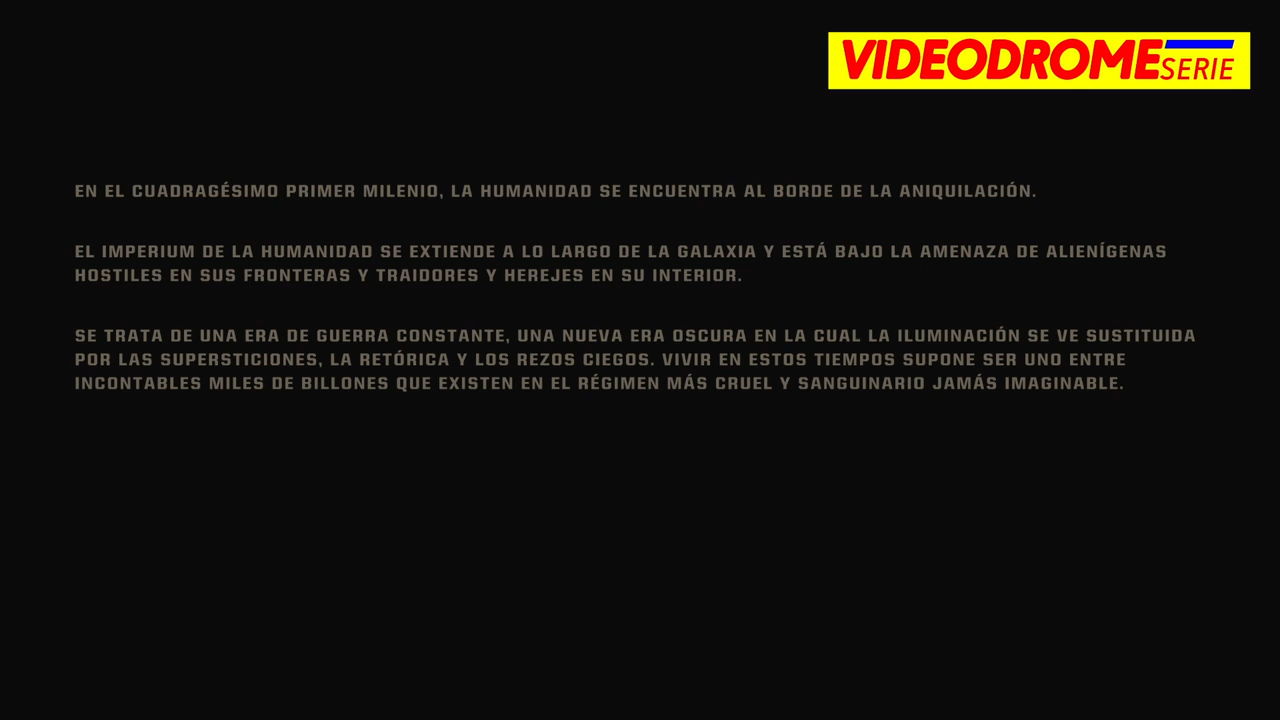 VIDEODROME SERIE
EN EL CUADRAGÉSIMO PRIMER MILENIO, LA HUMANIDAD SE ENCUENTRA AL BORDE DE LA ANIQUILACIÓN.
EL IMPERIUM DE LA HUMANIDAD SE EXTIENDE A LO LARGO DE LA GALAXIA Y ESTÁ BAJO LA AMENAZA DE ALIENÍGENAS
HOSTILES EN SUS FRONTERAS Y TRAIDORES Y HEREJES EN SU INTERIOR.
SE TRATA DE UNA ERA DE GUERRA CONSTANTE, UNA NUEVA ERA OSCURA EN LA CUAL LA ILUMINACIÓN SE VE SUSTITUIDA
POR LAS SUPERSTICIONES, LA RETÓRICA Y LOS REZOS CIEGOS. VIVIR EN ESTOS TIEMPOS SUPONE SER UNO ENTRE
INCONTABLES MILES DE BILLONES QUE EXISTEN EN EL RÉGIMEN MÁS CRUEL Y SANGUINARIO JAMÁS IMAGINABLE.